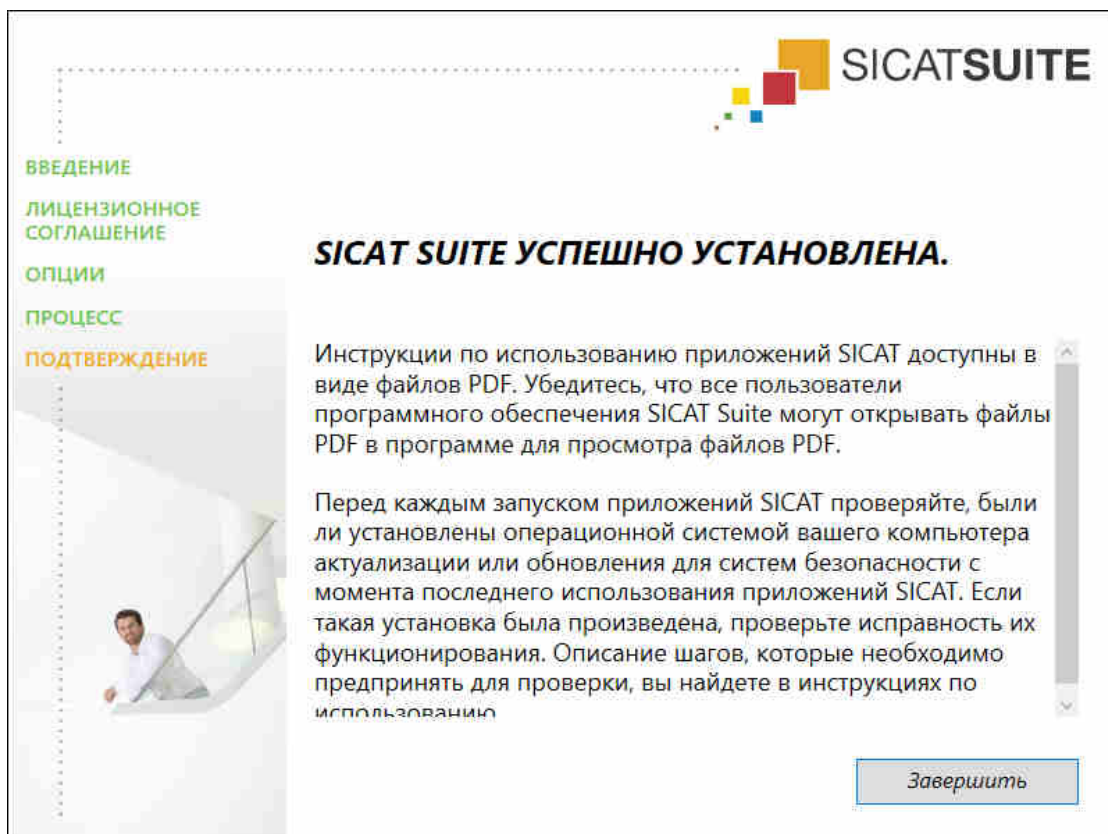 SICATSUITE
ВВЕДЕНИЕ
ЛИЦЕНЗИОННОЕ
СОГЛАШЕНИЕ
ОПЦИИ
ПРОЦЕСС
ПОДТВЕРЖДЕНИЕ
SICAT SUITE УСПЕШНО УСТАНОВЛЕНА.
Инструкции по использованию приложений SICAT доступны в
виде файлов PDF. Убедитесь, что все пользователи
программного обеспечения SICAT Suite могут открывать файлы
PDF в программе для просмотра файлов PDF.
Перед каждым запуском приложений SICAT проверяйте, были
ли установлены операционной системой вашего компьютера
актуализации или обновления для систем безопасности с
момента последнего использования приложений SICAT. Если
такая установка была произведена, проверьте исправность их
функционирования. Описание шагов, которые необходимо
предпринять для проверки, вы найдете в инструкциях по
использованию
Завершить